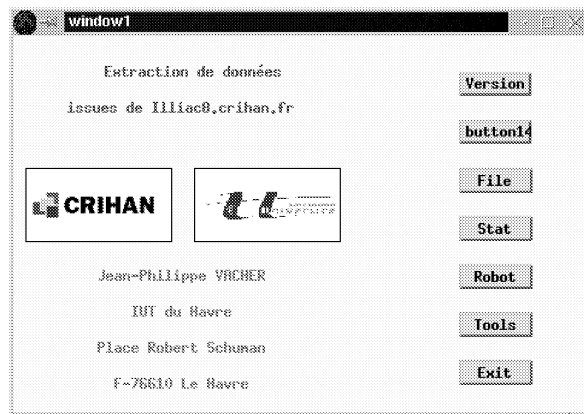 window1
Extraction de données
issues de Illiac8.crihan.fr
CRIHAN
Université
Jean-Philippe VACHER
IUT du Havre
Place Robert Schuman
F-76610 Le Havre
Version
button14
File
Stat
Robot
Tools
Exit